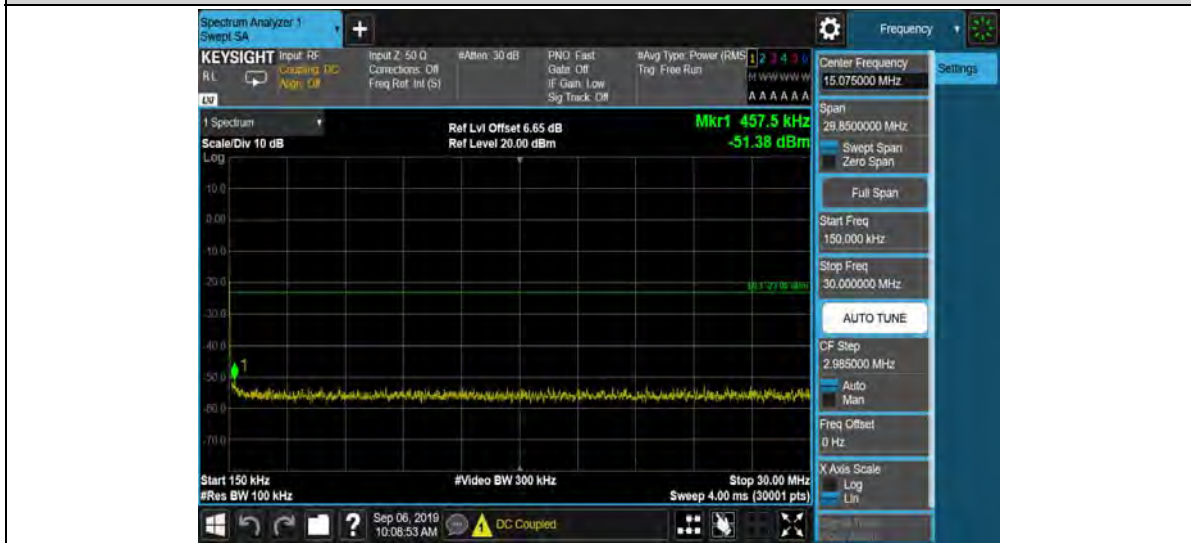 Spectrum Analyzer 1
Swept SA
+
Frequency
KEYSIGHT
RL
LXI
Input: RF
Coupling: DC
Align: Off
Input Z: 50 Ω
Corrections: Off
Freq Ref: Int (S)
#Atten: 30 dB
PNO: Fast
Gate: Off
IF Gain: Low
Sig Track: Off
#Avg Type: Power (RMS
Trig: Free Run
1 2 3 4 5 6
M W W W W W
A A A A A A
1 Spectrum
Scale/Div 10 dB
Ref Lvl Offset 6.65 dB
Ref Level 20.00 dBm
Mkr1 457.5 kHz
-51.38 dBm
Log
10.0
0.00
-10.0
-20.0
-30.0
-40.0
-50.0
-60.0
-70.0
1
Start 150 kHz
#Res BW 100 kHz
#Video BW 300 kHz
Stop 30.00 MHz
Sweep 4.00 ms (30001 pts)
Center Frequency
15.075000 MHz
Settings
Span
29.8500000 MHz
Swept Span
Zero Span
Full Span
Start Freq
150.000 kHz
Stop Freq
30.000000 MHz
AUTO TUNE
CF Step
2.985000 MHz
Auto
Man
Freq Offset
0 Hz
X Axis Scale
Log
Lin
?
Sep 06, 2019
10:08:53 AM
DC Coupled